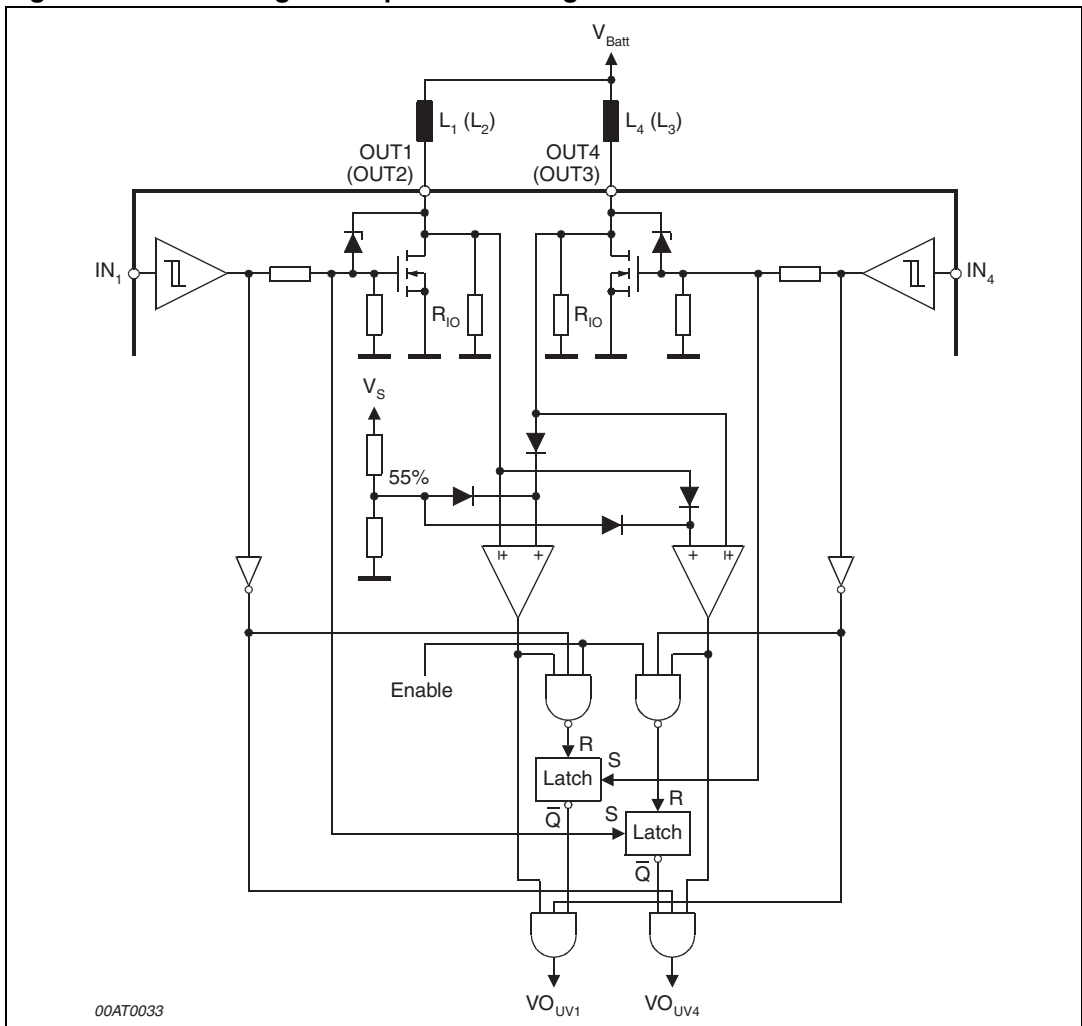 V_Batt
L_1 (L_2)
L_4 (L_3)
OUT1
(OUT2)
OUT4
(OUT3)
IN_1
IN_4
R_IO
R_IO
V_S
55%
+
+
+
+
Enable
R
S
Latch
R
Q̅
S
Latch
Q̅
VO_UV1
VO_UV4
00AT0033